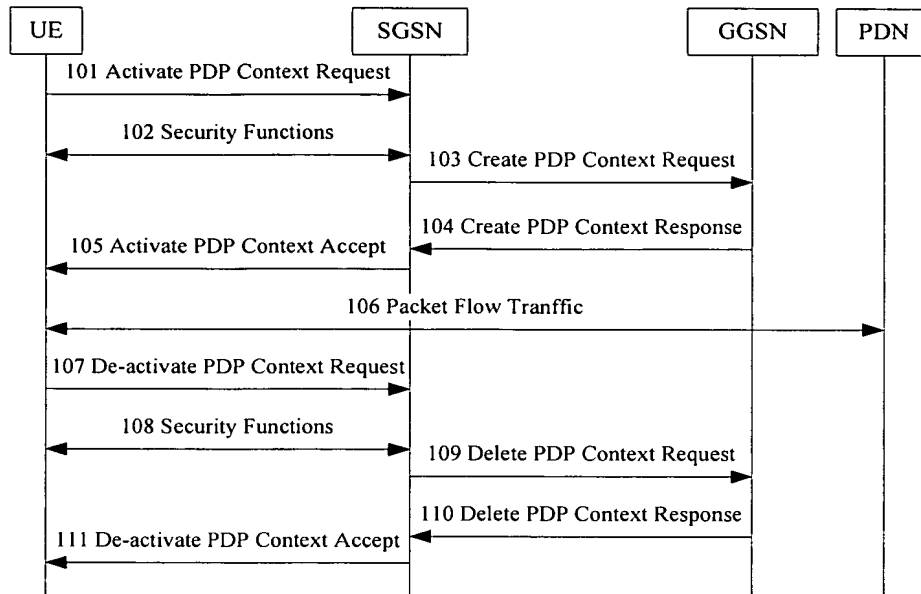 UE SGSN GGSN PDN
101 Activate PDP Context Request
102 Security Functions
103 Create PDP Context Request
104 Create PDP Context Response
105 Activate PDP Context Accept
106 Packet Flow Tranffic
107 De-activate PDP Context Request
108 Security Functions
109 Delete PDP Context Request
110 Delete PDP Context Response
111 De-activate PDP Context Accept